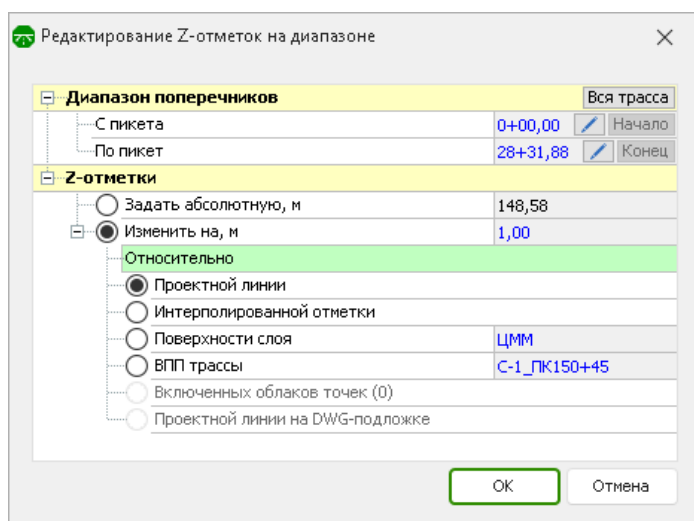 Редактирование Z-отметок на диапазоне
Диапазон поперечников Вся трасса
С пикета 0+00,00 Начало
По пикет 28+31,88 Конец
Z-отметки
Задать абсолютную, м 148,58
Изменить на, м 1,00
Относительно
Проектной линии
Интерполированной отметки
Поверхности слоя ЦММ
ВПП трассы С-1_ПК150+45
Включенных облаков точек (0)
Проектной линии на DWG-подложке
ОК Отмена